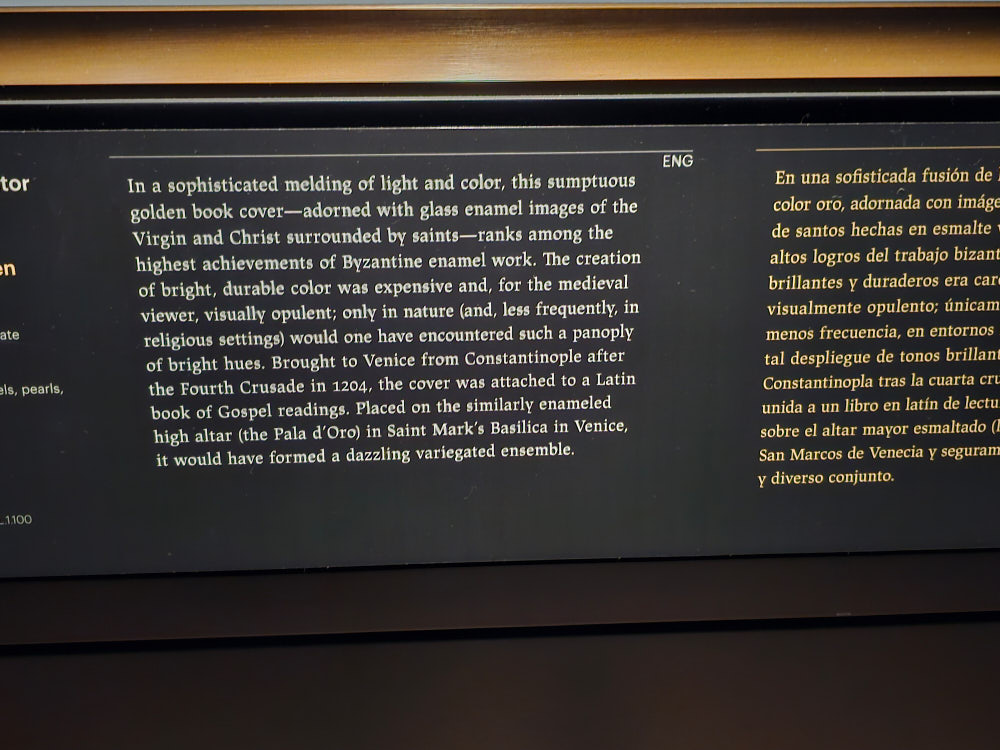 tor
en
ate
els, pearls,
L.1100
ENG
In a sophisticated melding of light and color, this sumptuous
golden book cover—adorned with glass enamel images of the
Virgin and Christ surrounded by saints—ranks among the
highest achievements of Byzantine enamel work. The creation
of bright, durable color was expensive and, for the medieval
viewer, visually opulent; only in nature (and, less frequently, in
religious settings) would one have encountered such a panoply
of bright hues. Brought to Venice from Constantinople after
the Fourth Crusade in 1204, the cover was attached to a Latin
book of Gospel readings. Placed on the similarly enameled
high altar (the Pala d'Oro) in Saint Mark's Basilica in Venice,
it would have formed a dazzling variegated ensemble.
En una sofisticada fusión de
color oro, adornada con imáge
de santos hechas en esmalte
altos logros del trabajo bizant
brillantes y duraderos era car
visualmente opulento; únicam
menos frecuencia, en entornos
tal despliegue de tonos brillant
Constantinopla tras la cuarta cru
unida a un libro en latín de lectu
sobre el altar mayor esmaltado (
San Marcos de Venecia y seguram
y diverso conjunto.